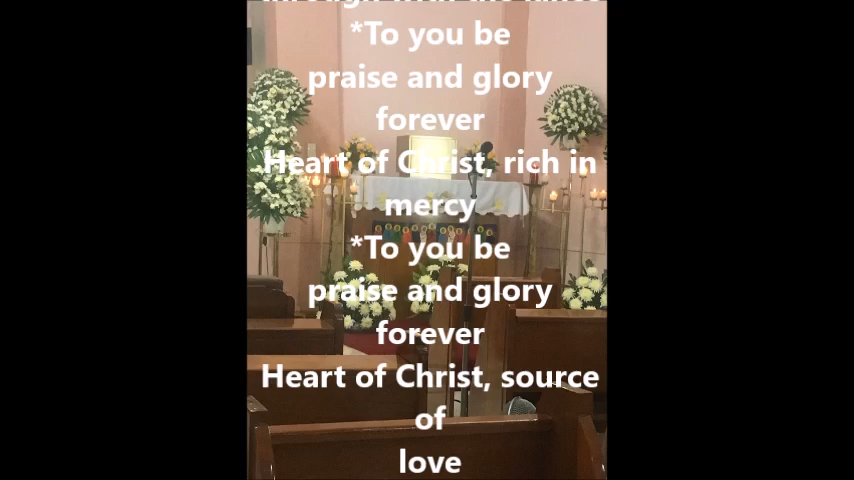 *To you be
praise and glory
forever
Heart of Christ, rich in
mercy
*To you be
praise and glory
forever
Heart of Christ, source
of
love